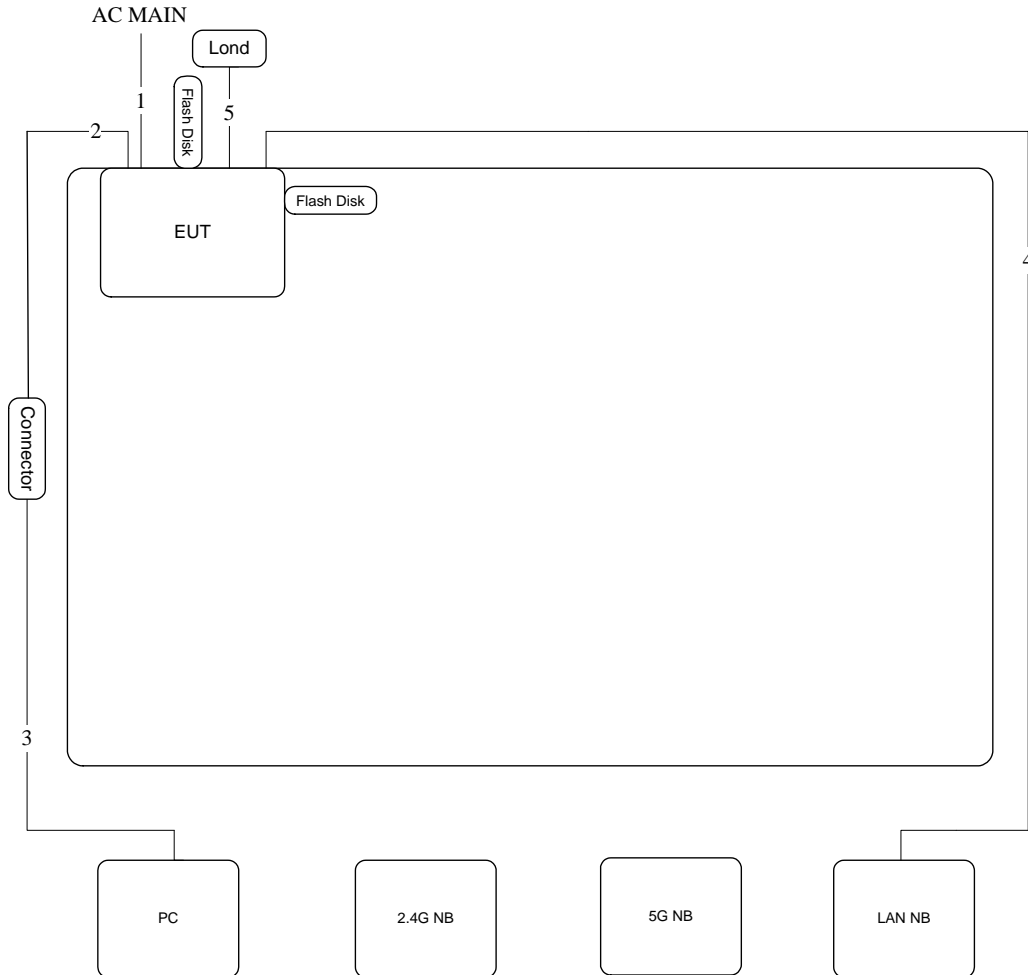 AC MAIN
Lond
1
Flash Disk
5
2
Flash Disk
EUT
4
Connector
3
PC
2.4G NB
5G NB
LAN NB